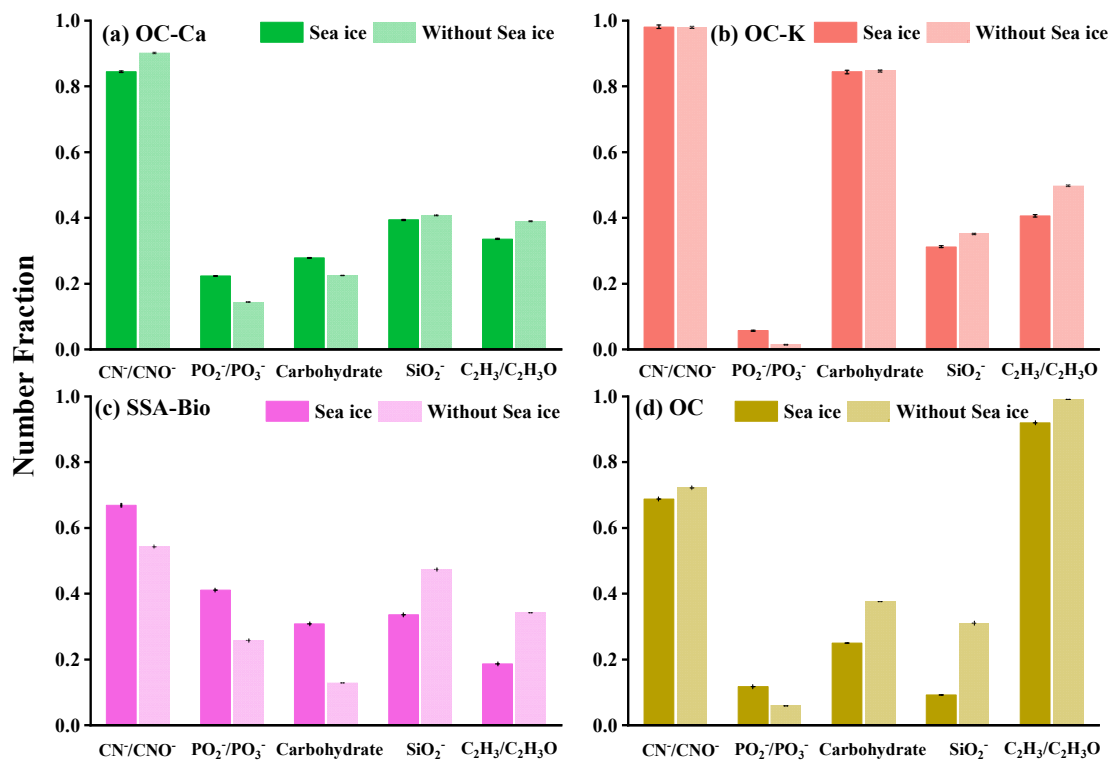 Number Fraction
(a) OC-Ca
Sea ice
Without Sea ice
1.0
0.8
0.6
0.4
0.2
0.0
CN⁻/CNO⁻ PO₂⁻/PO₃⁻ Carbohydrate SiO₂⁻ C₂H₃/C₂H₃O
(b) OC-K
Sea ice
Without Sea ice
1.0
0.8
0.6
0.4
0.2
0.0
CN⁻/CNO⁻ PO₂⁻/PO₃⁻ Carbohydrate SiO₂⁻ C₂H₃/C₂H₃O
(c) SSA-Bio
Sea ice
Without Sea ice
1.0
0.8
0.6
0.4
0.2
0.0
CN⁻/CNO⁻ PO₂⁻/PO₃⁻ Carbohydrate SiO₂⁻ C₂H₃/C₂H₃O
(d) OC
Sea ice
Without Sea ice
1.0
0.8
0.6
0.4
0.2
0.0
CN⁻/CNO⁻ PO₂⁻/PO₃⁻ Carbohydrate SiO₂⁻ C₂H₃/C₂H₃O